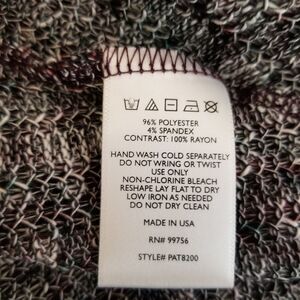 96% POLYESTER
4% SPANDEX
CONTRAST: 100% RAYON
HAND WASH COLD SEPARATELY
DO NOT WRING OR TWIST
USE ONLY
NON-CHLORINE BLEACH
RESHAPE LAY FLAT TO DRY
LOW IRON AS NEEDED
DO NOT DRY CLEAN
MADE IN USA
RN# 99756
STYLE# PAT8200